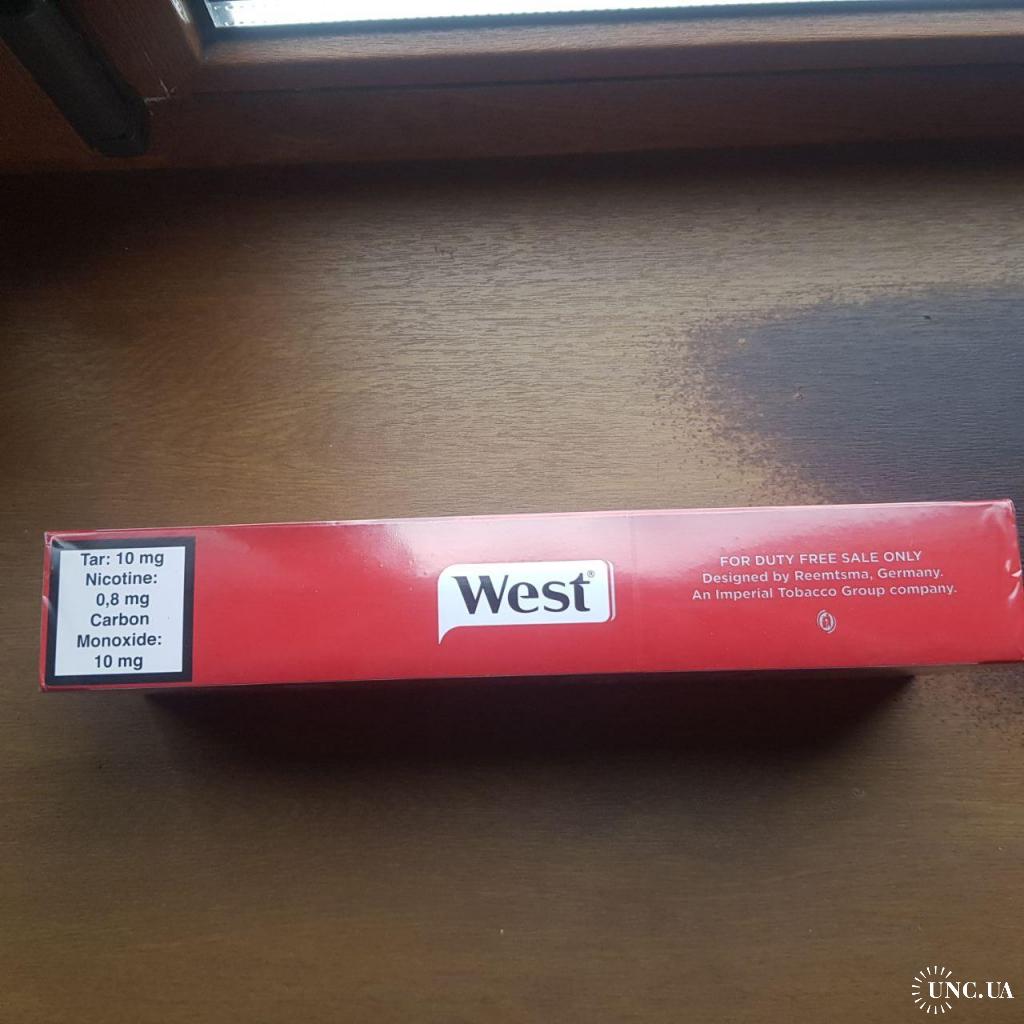 Tar: 10 mg
Nicotine:
0,8 mg
Carbon
Monoxide:
10 mg
West®
FOR DUTY FREE SALE ONLY
Designed by Reemtsma, Germany.
An Imperial Tobacco Group company.
UNC.UA